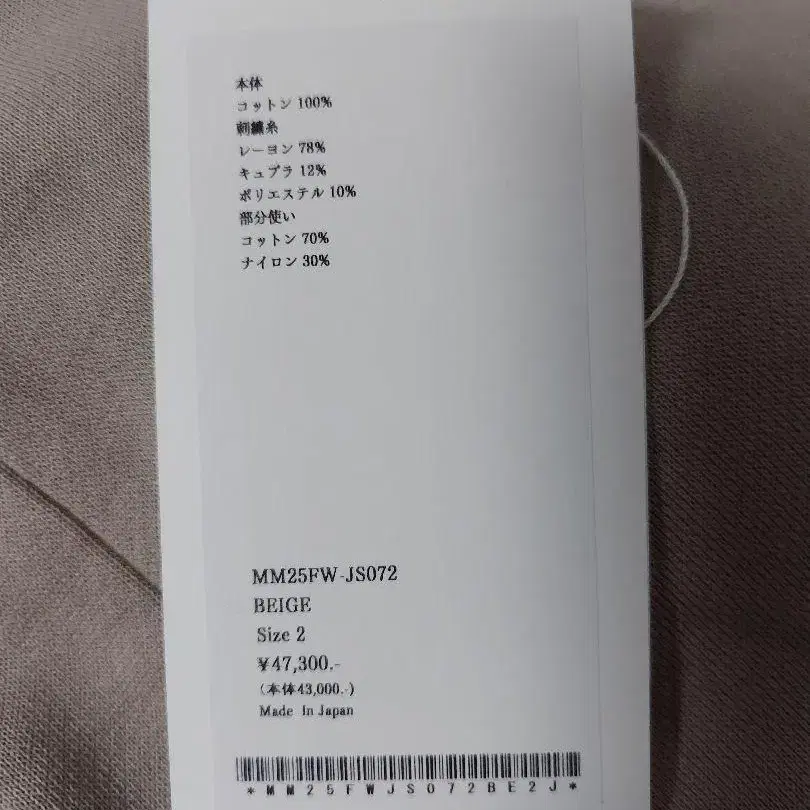 本体
コットン 100%
刺繍糸
レーヨン 78%
キュプラ 12%
ポリエステル 10%
部分使い
コットン 70%
ナイロン 30%
MM25FW-JS072
BEIGE
Size 2
¥47,300.-
(本体43,000.-)
Made In Japan
*MM25FWJS072BE2J*